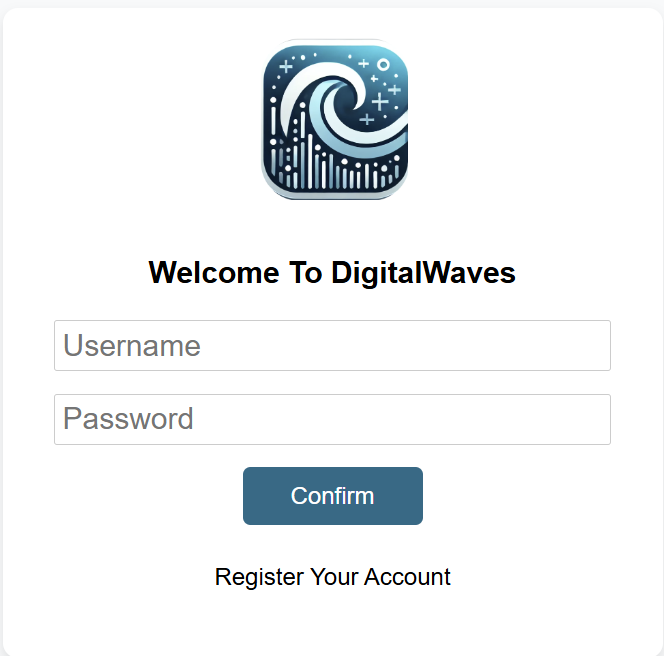 Welcome To DigitalWaves
Username
Password
Confirm
Register Your Account